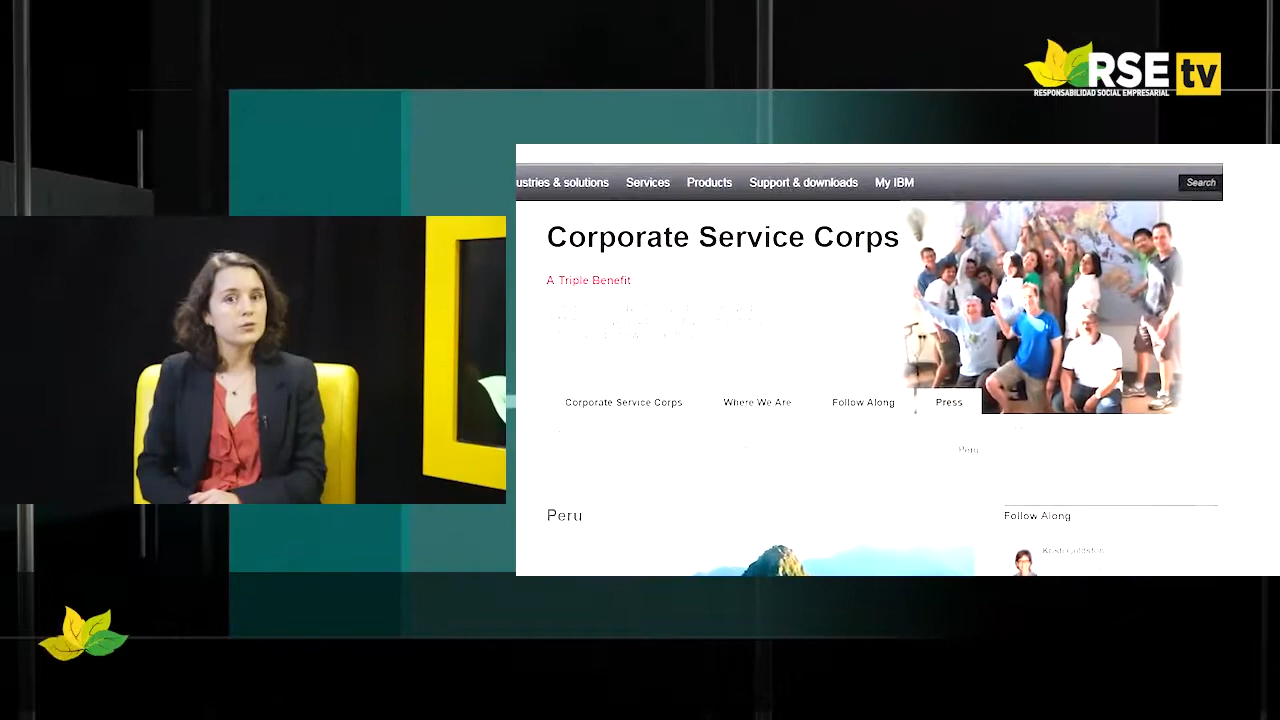 RSE tv
RESPONSABILIDAD SOCIAL EMPRESARIAL
ustries & solutions Services Products Support & downloads My IBM Search
Corporate Service Corps
A Triple Benefit
Corporate Service Corps Where We Are Follow Along Press
Peru
Peru
Follow Along